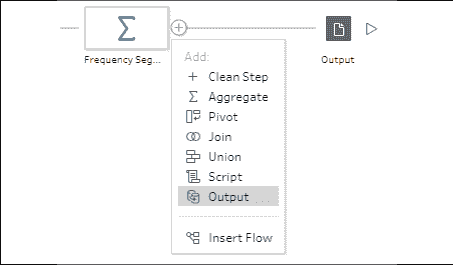 Frequency Seg...
Output
Add:
Clean Step
Aggregate
Pivot
Join
Union
Script
Output
Insert Flow